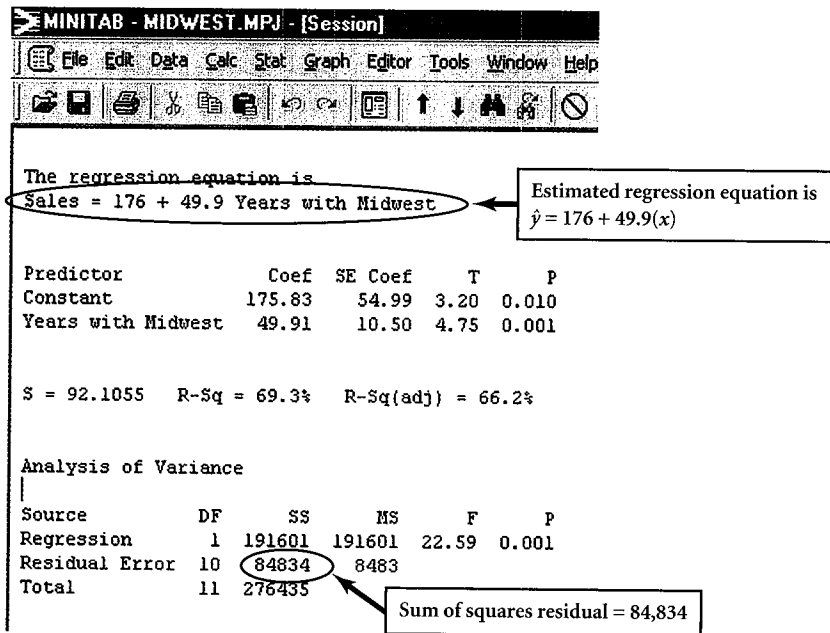 MINITAB - MIDWEST.MPJ - [Session]
File Edit Data Calc Stat Graph Editor Tools Window Help
The regression equation is
Sales = 176 + 49.9 Years with Midwest
Estimated regression equation is
ŷ = 176 + 49.9(x)
Predictor Coef SE Coef T P
Constant 175.83 54.99 3.20 0.010
Years with Midwest 49.91 10.50 4.75 0.001
S = 92.1055 R-Sq = 69.3% R-Sq(adj) = 66.2%
Analysis of Variance
Source DF SS MS F P
Regression 1 191601 191601 22.59 0.001
Residual Error 10 84834 8483
Total 11 276435
Sum of squares residual = 84,834